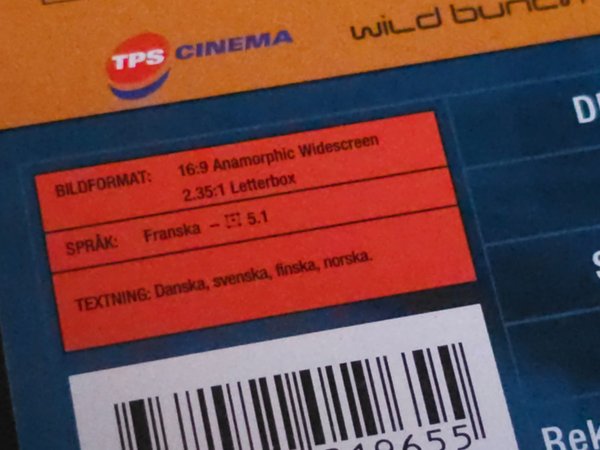 TPS CINEMA
wild bunch
BILDFORMAT: 16:9 Anamorphic Widescreen
2.35:1 Letterbox
SPRÅK: Franska – 5.1
TEXTNING: Danska, svenska, finska, norska.